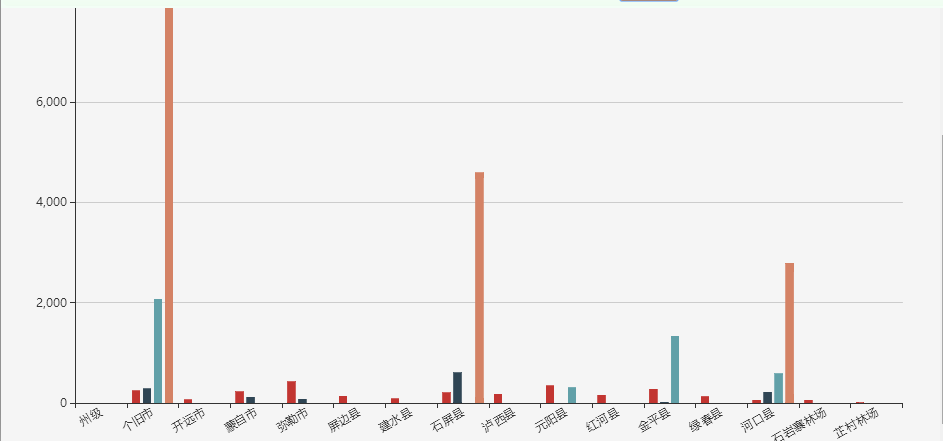 6,000
4,000
2,000
0
州级
个旧市
开远市
蒙自市
弥勒市
屏边县
建水县
石屏县
泸西县
元阳县
红河县
金平县
绿春县
河口县
石岩寨林场
芷村林场